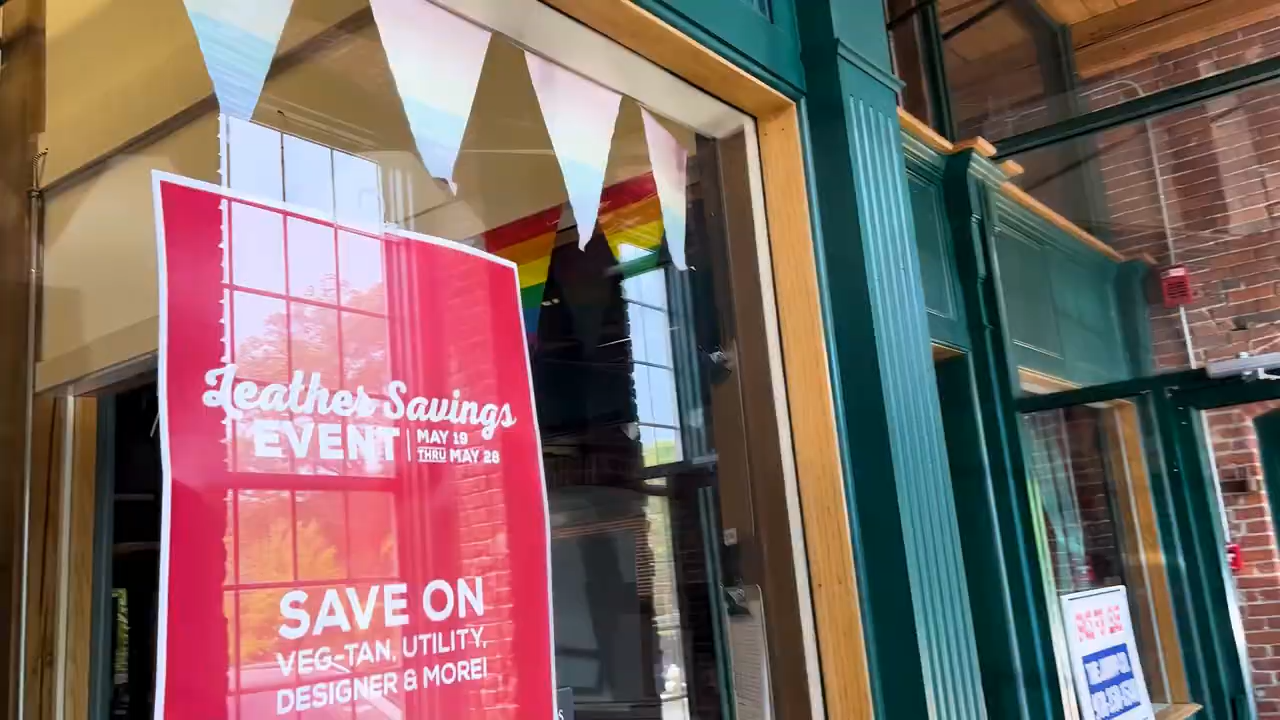 Leather Savings
EVENT | MAY 19
THRU MAY 28
SAVE ON
VEG-TAN, UTILITY,
DESIGNER & MORE!